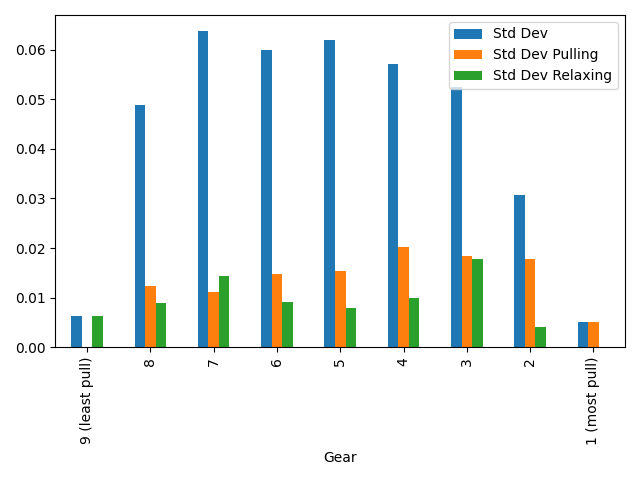 Std Dev
Std Dev Pulling
Std Dev Relaxing
0.06
0.05
0.04
0.03
0.02
0.01
0.00
9 (least pull)
8
7
6
5
4
3
2
1 (most pull)
Gear